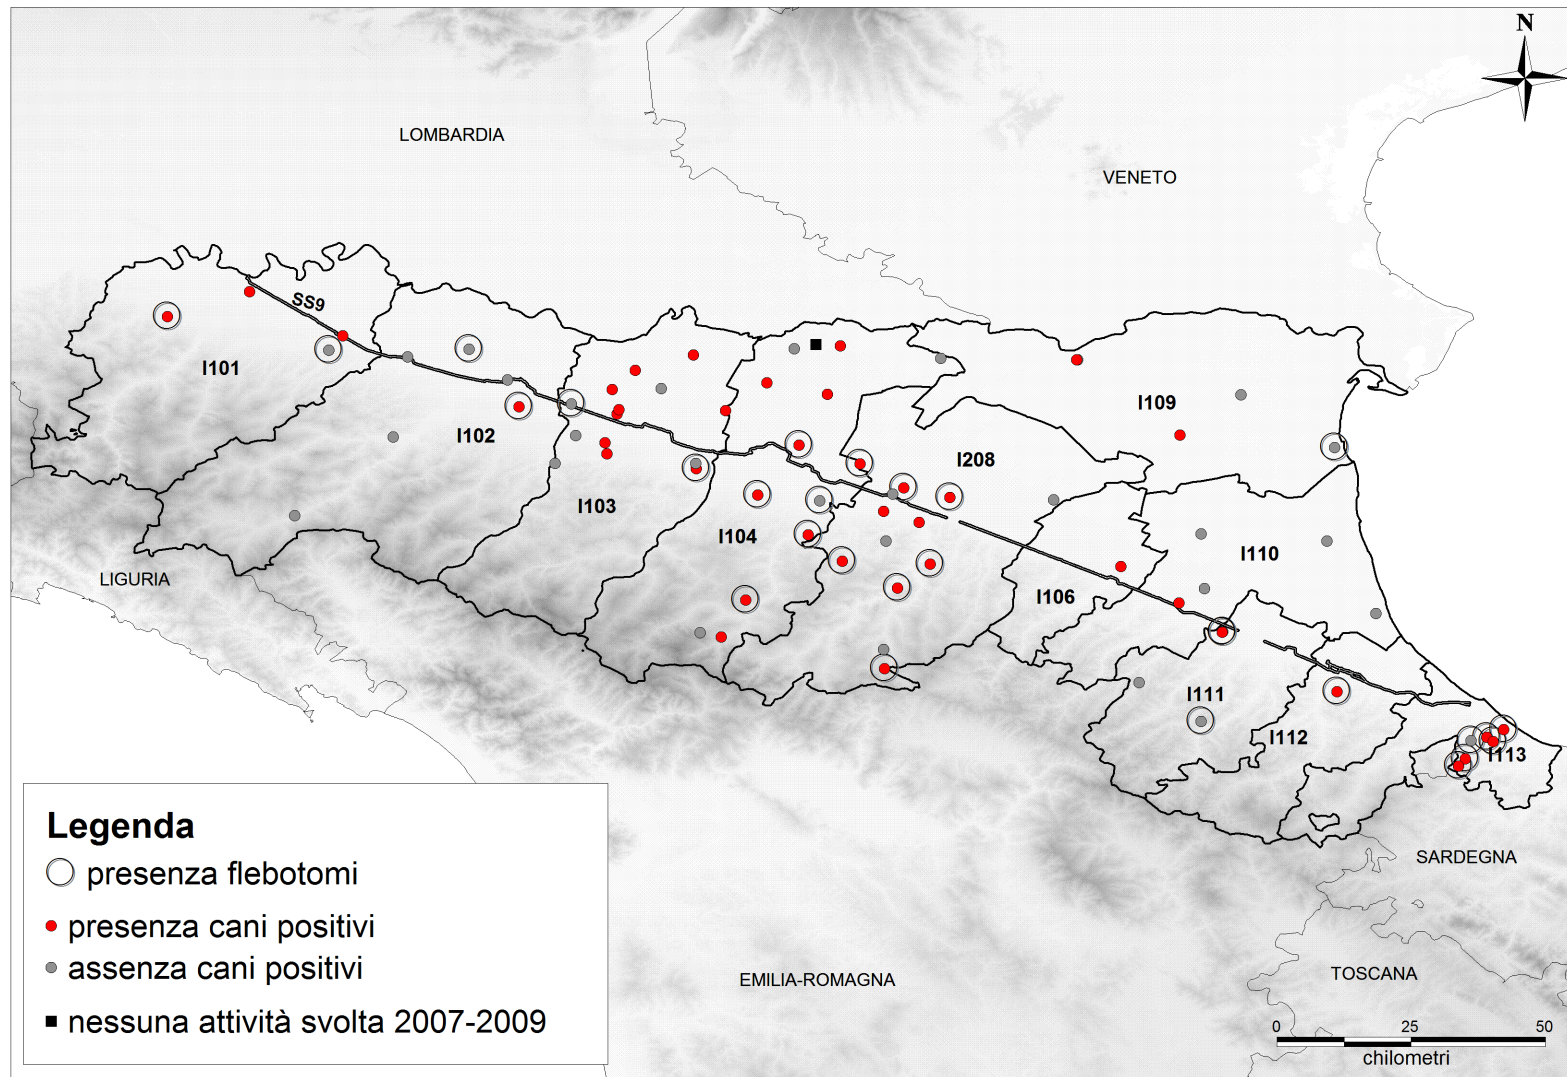 N
LOMBARDIA
VENETO
SS9
I101
I109
I102
I208
I103
I104
I110
LIGURIA
I106
I111
I112
I113
Legenda
presenza flebotomi
presenza cani positivi
assenza cani positivi
nessuna attività svolta 2007-2009
SARDEGNA
EMILIA-ROMAGNA
TOSCANA
0 25 50
chilometri